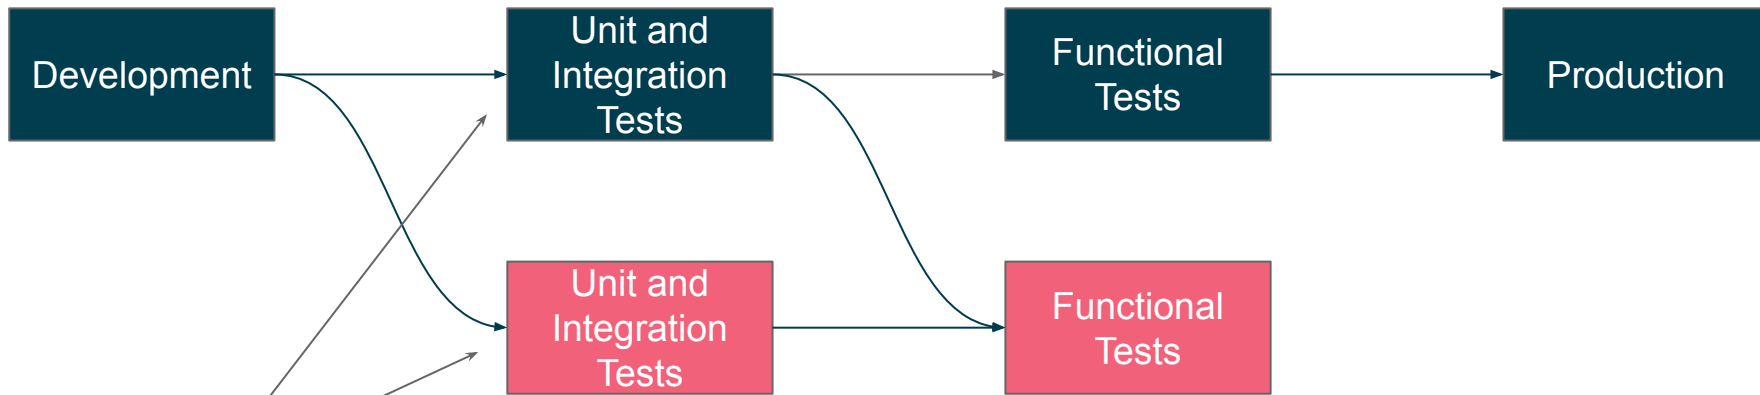 Development
Unit and
Integration
Tests
Functional
Tests
Production
Unit and
Integration
Tests
Functional
Tests